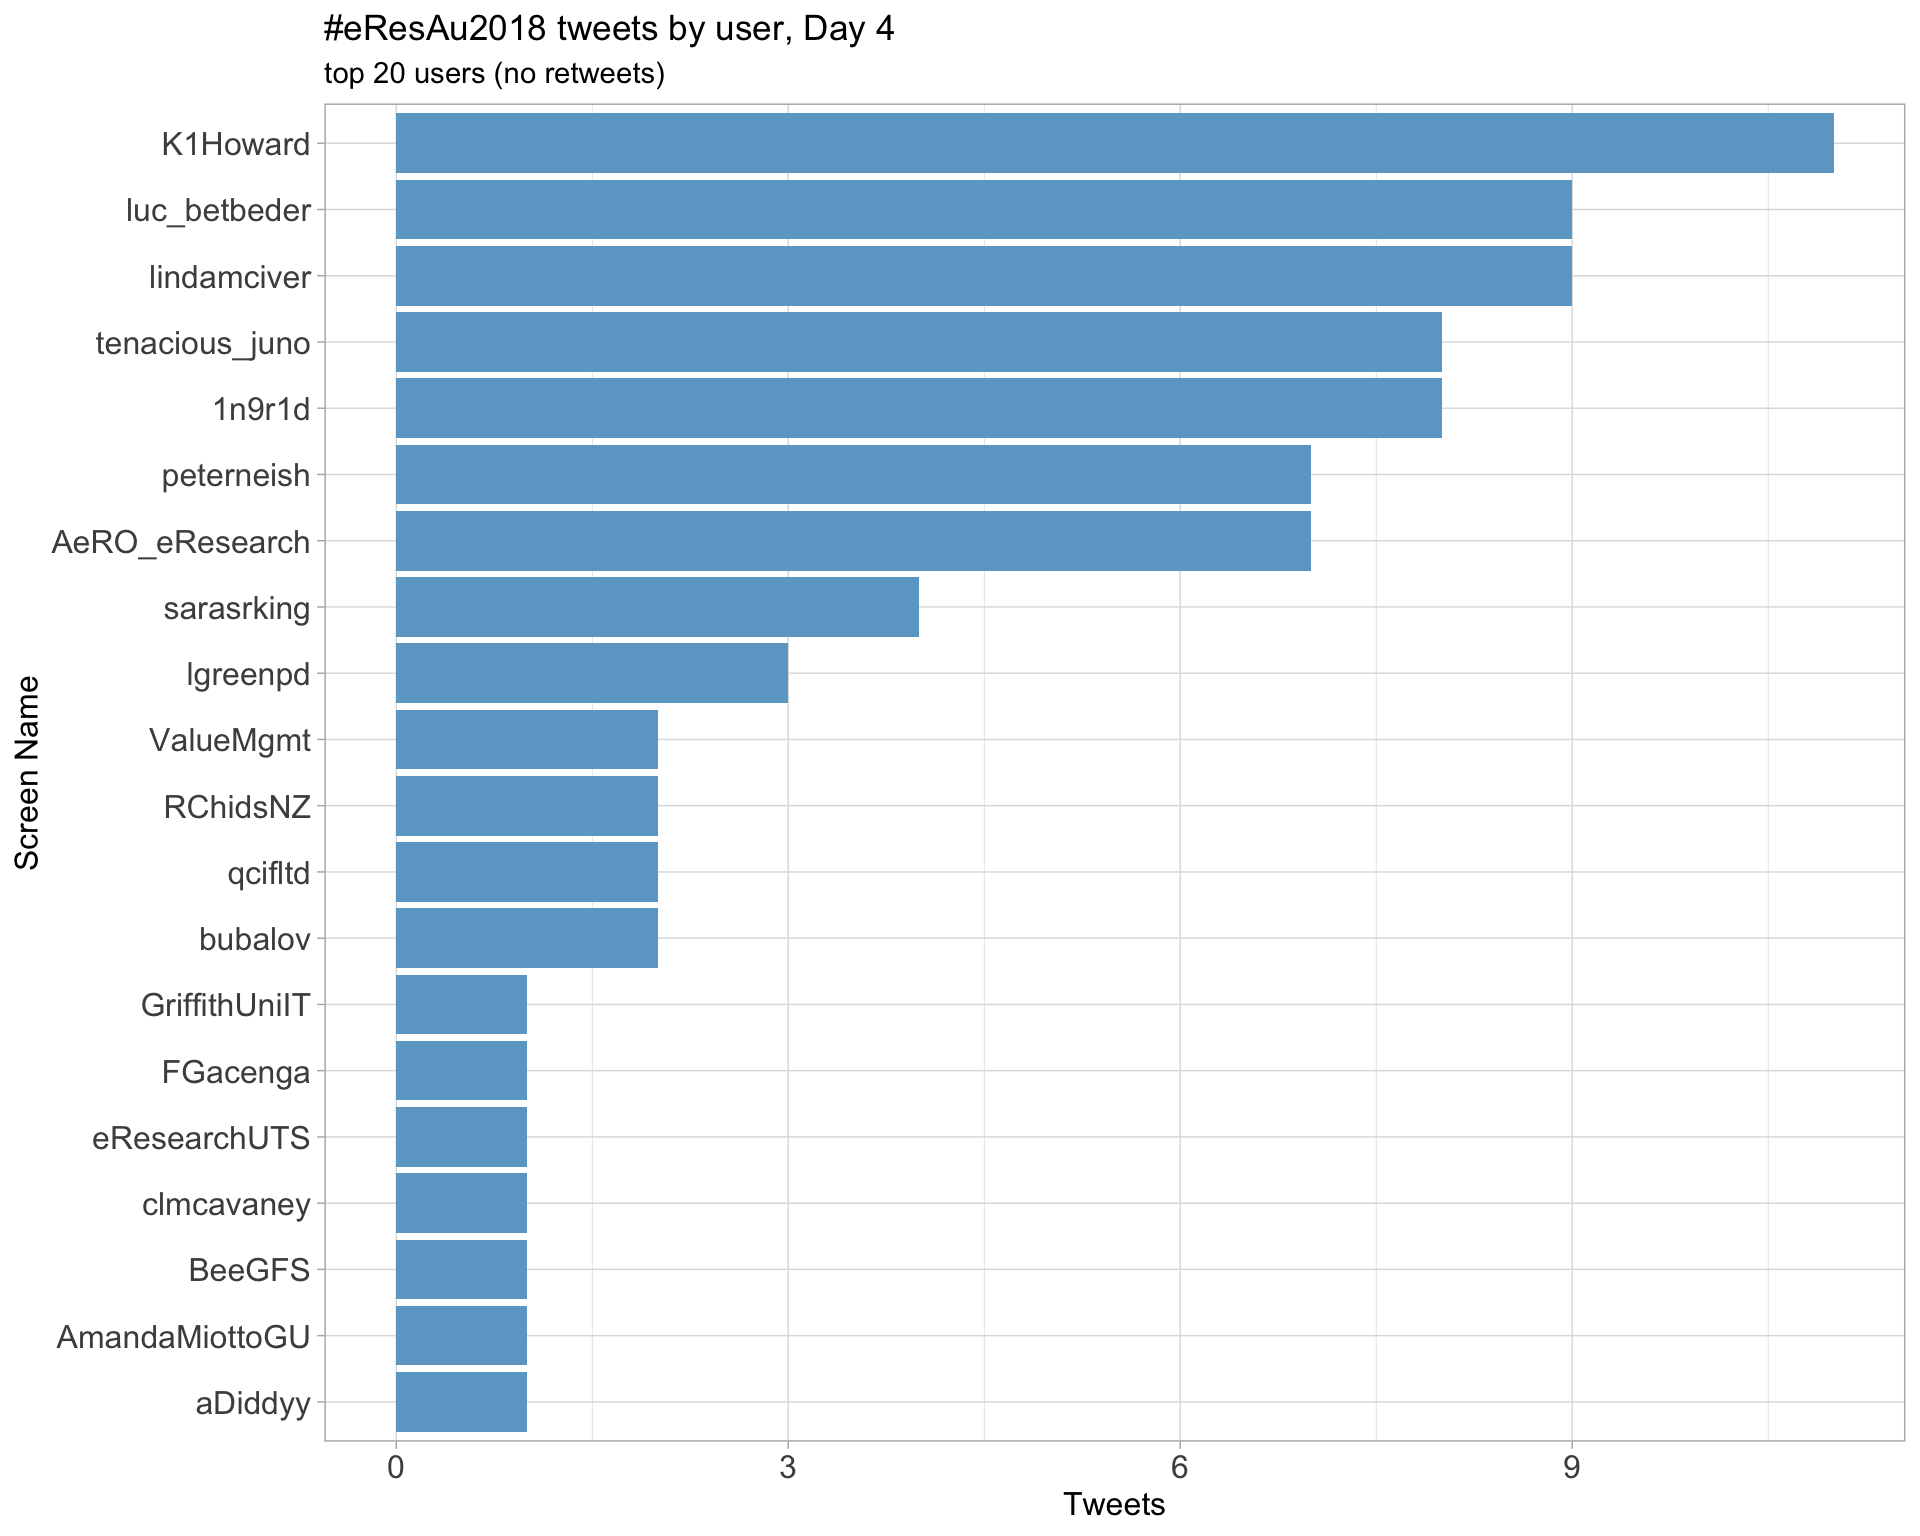 #eResAu2018 tweets by user, Day 4
top 20 users (no retweets)
Screen Name
K1Howard
luc_betbeder
lindamciver
tenacious_juno
1n9r1d
peterneish
AeRO_eResearch
sarasrking
lgreenpd
ValueMgmt
RChidsNZ
qcifltd
bubalov
GriffithUniIT
FGacenga
eResearchUTS
clmcavaney
BeeGFS
AmandaMiottoGU
aDiddyy
0 3 6 9
Tweets